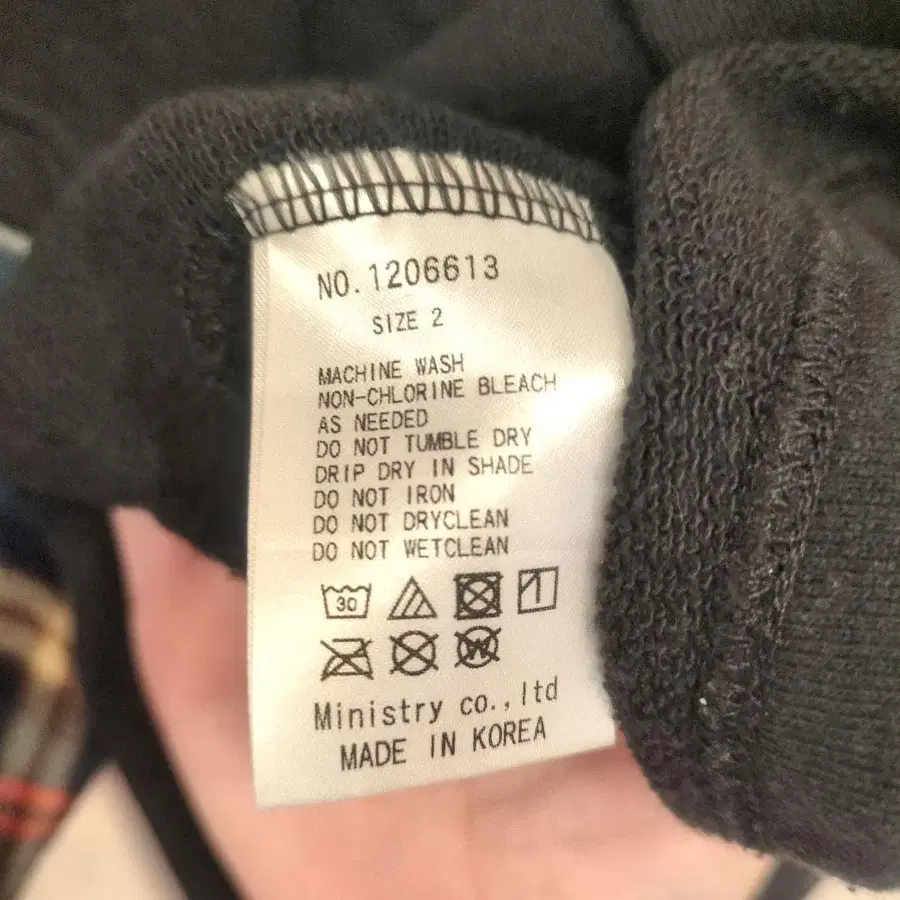 NO.1206613
SIZE 2
MACHINE WASH
NON-CHLORINE BLEACH
AS NEEDED
DO NOT TUMBLE DRY
DRIP DRY IN SHADE
DO NOT IRON
DO NOT DRYCLEAN
DO NOT WETCLEAN
30
W
Ministry co.,ltd
MADE IN KOREA